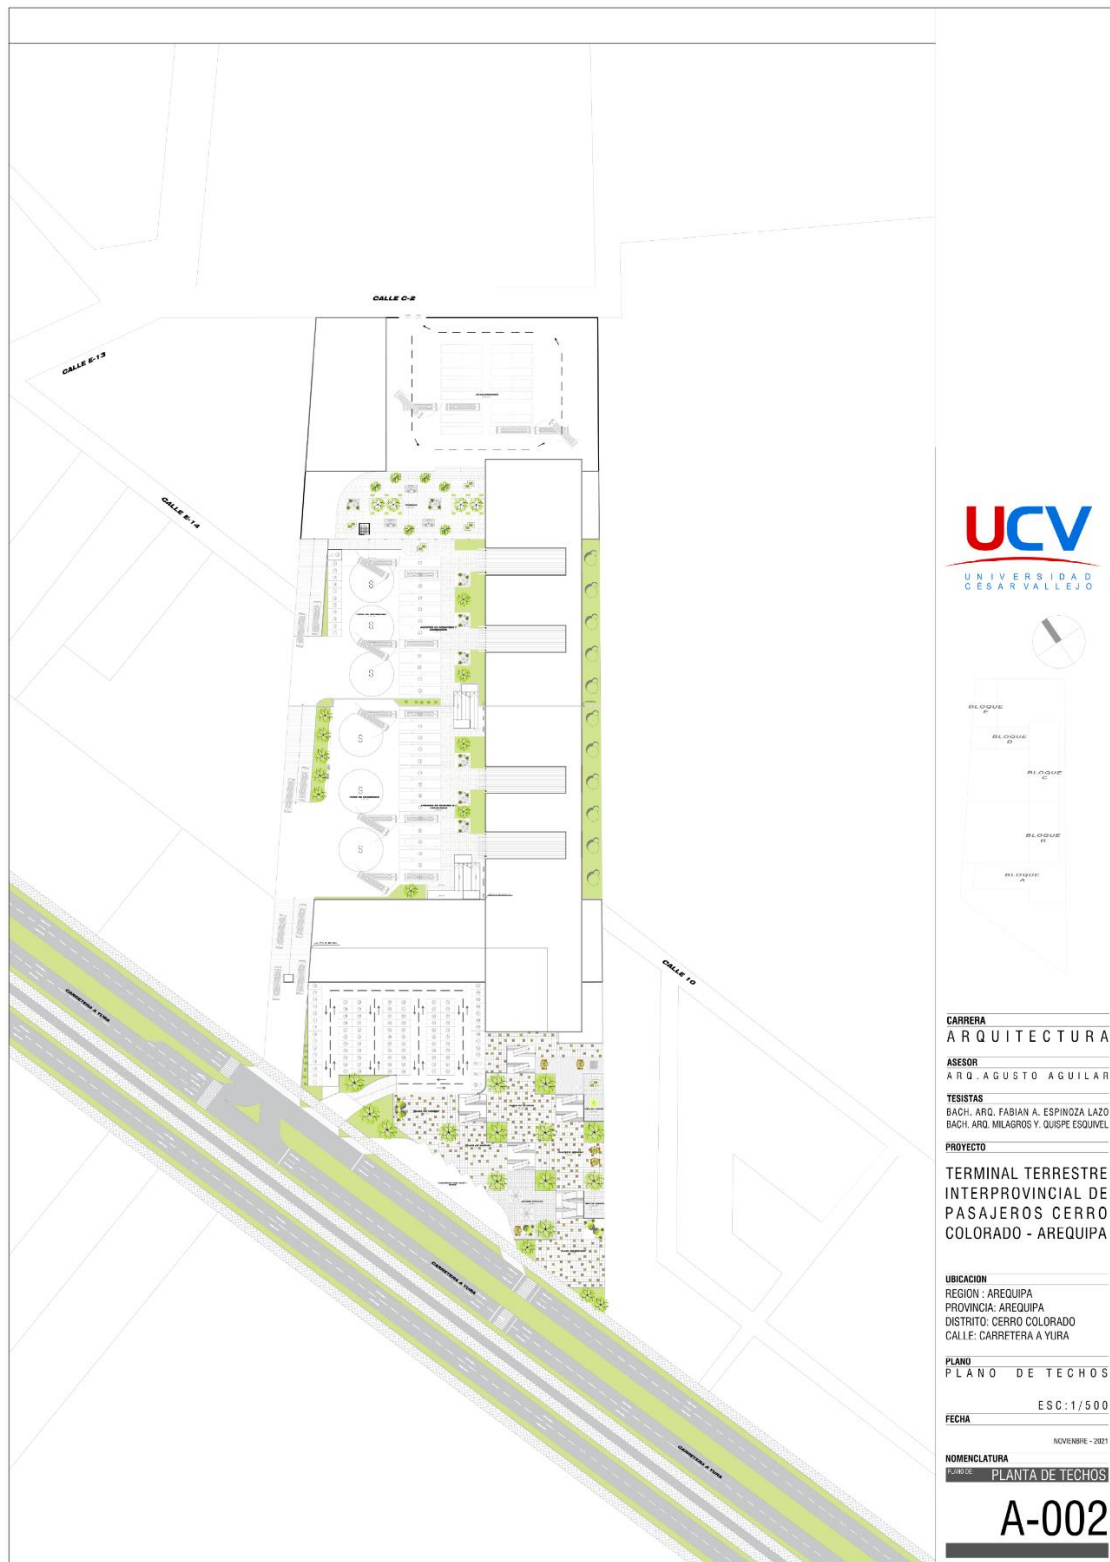 CALLE C-2
CALLE E-13
CALLE E-14
CALLE 10
CARRETERA A YURA
CARRETERA A YURA
CARRETERA A YURA
S
S
S
S
S
S
UCV
UNIVERSIDAD
CÉSAR VALLEJO
BLOQUE
BLOQUE
D
BLOQUE
C
BLOQUE
B
BLOQUE
A
CARRERA
ARQUITECTURA
ASESOR
ARQ. AGUSTO AGUILAR
TESISTAS
BACH. ARQ. FABIAN A. ESPINOZA LAZO
BACH. ARQ. MILAGROS Y. QUISPE ESQUIVEL
PROYECTO
TERMINAL TERRESTRE
INTERPROVINCIAL DE
PASAJEROS CERRO
COLORADO - AREQUIPA
UBICACION
REGION : AREQUIPA
PROVINCIA: AREQUIPA
DISTRITO: CERRO COLORADO
CALLE: CARRETERA A YURA
PLANO
PLANO DE TECHOS
ESC: 1/500
FECHA
NOVIENBRE - 2021
NOMENCLATURA
PLANO DE: PLANTA DE TECHOS
A-002